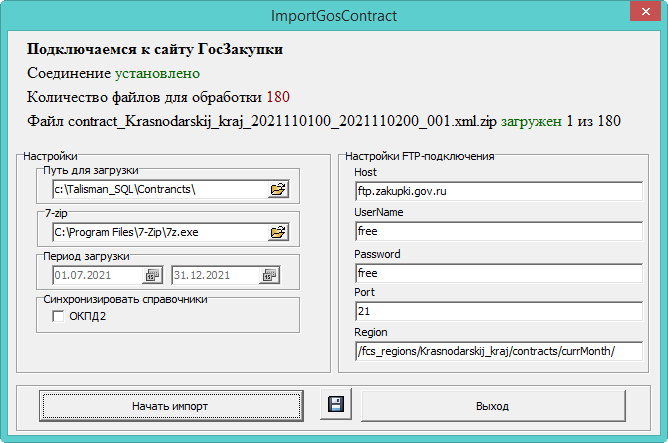 ImportGosContract
Подключаемся к сайту ГосЗакупки
Соединение установлено
Количество файлов для обработки 180
Файл contract_Krasnodarskij_kraj_2021110100_2021110200_001.xml.zip загружен 1 из 180
Настройки
Путь для загрузки
c:\Talisman_SQL\Contrancts\
7-zip
C:\Program Files\7-Zip\7z.exe
Период загрузки
01.07.2021 31.12.2021
Синхронизировать справочники
ОКПД2
Настройки FTP-подключения
Host
ftp.zakupki.gov.ru
UserName
free
Password
free
Port
21
Region
/fcs_regions/Krasnodarskij_kraj/contracts/currMonth/
Начать импорт
Выход